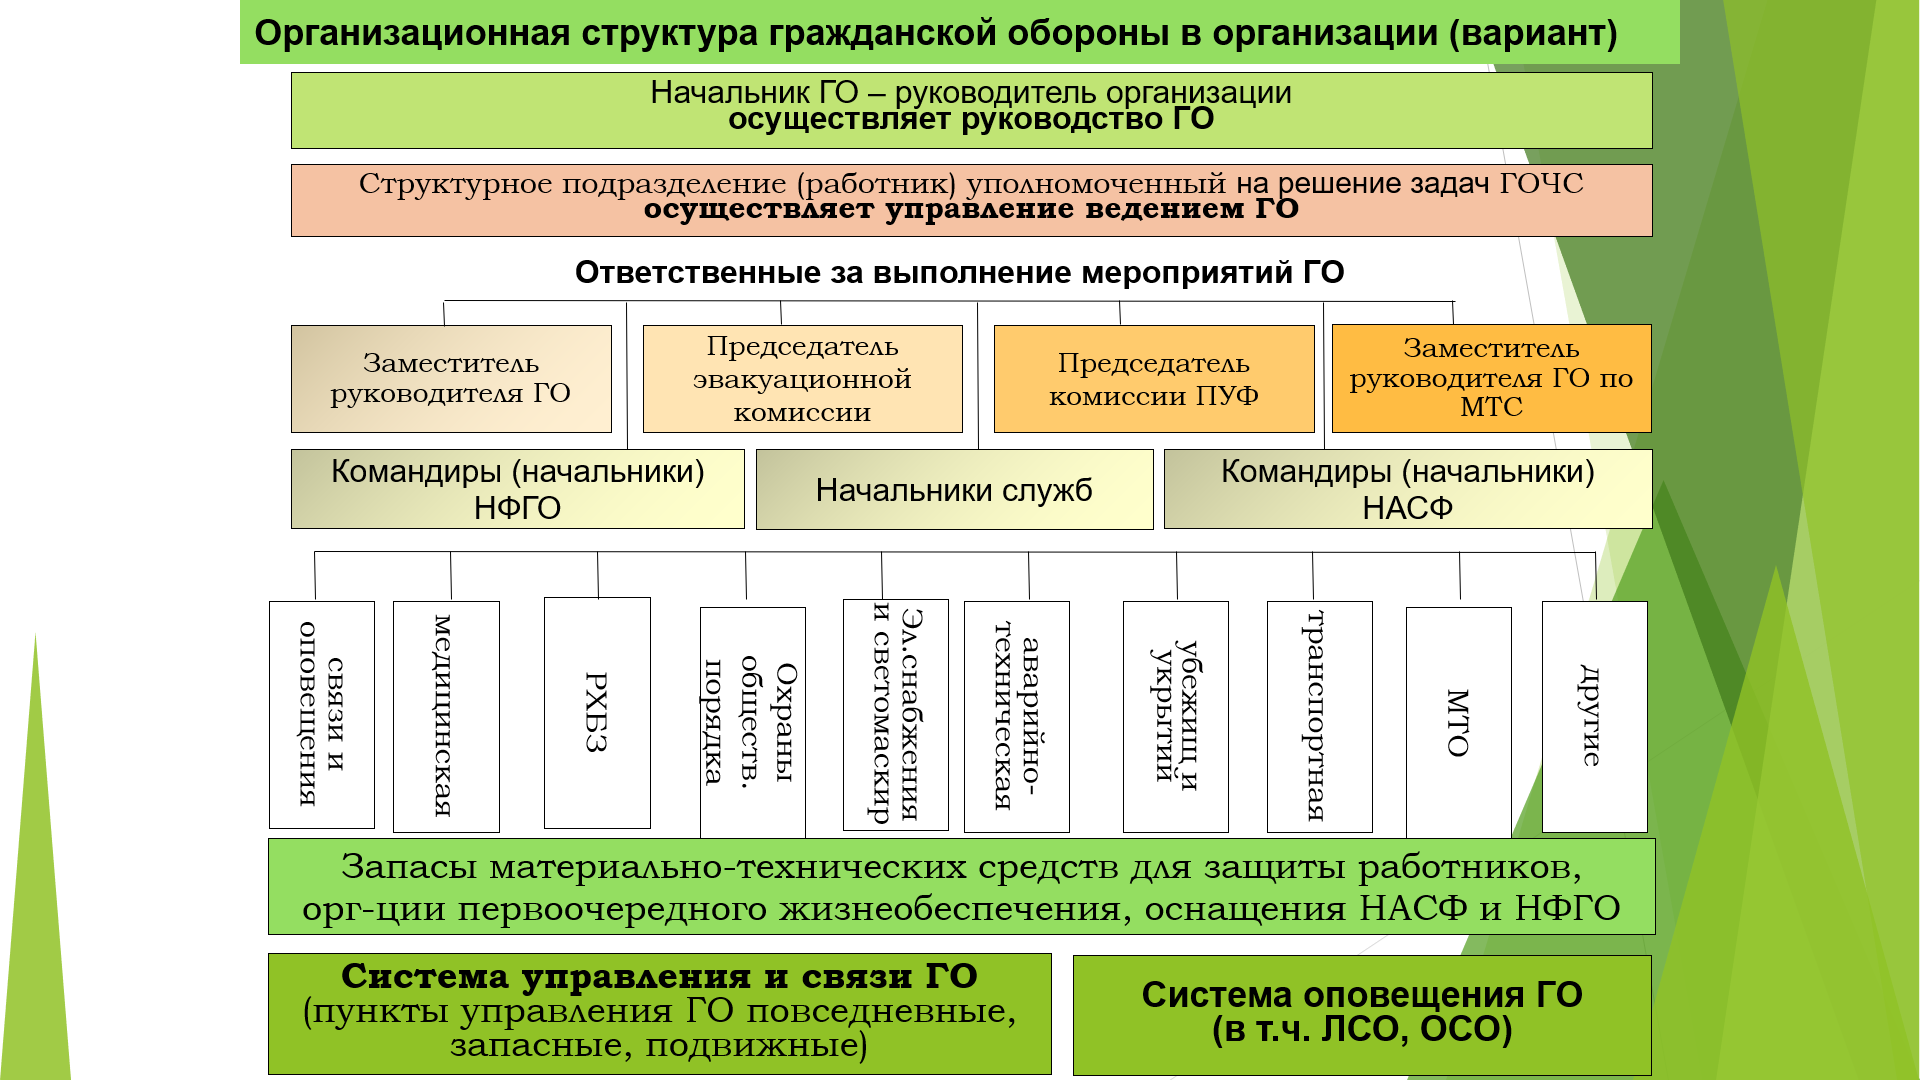 Организационная структура гражданской обороны в организации (вариант)
Начальник ГО – руководитель организации
осуществляет руководство ГО
Структурное подразделение (работник) уполномоченный на решение задач ГОЧС
осуществляет управление ведением ГО
Ответственные за выполнение мероприятий ГО
Заместитель
руководителя ГО
Председатель
эвакуационной
комиссии
Председатель
комиссии ПУФ
Заместитель
руководителя ГО по
МТС
Командиры (начальники)
НФГО
Начальники служб
Командиры (начальники)
НАСФ
связи и
оповещения
медицинская
РХБЗ
Охраны
обществ.
порядка
Эл.снабжения
и светомаскир
аварийно-
техническая
убежищ и
укрытий
транспортная
МТО
другие
Запасы материально-технических средств для защиты работников,
орг-ции первоочередного жизнеобеспечения, оснащения НАСФ и НФГО
Система управления и связи ГО
(пункты управления ГО повседневные,
запасные, подвижные)
Система оповещения ГО
(в т.ч. ЛСО, ОСО)